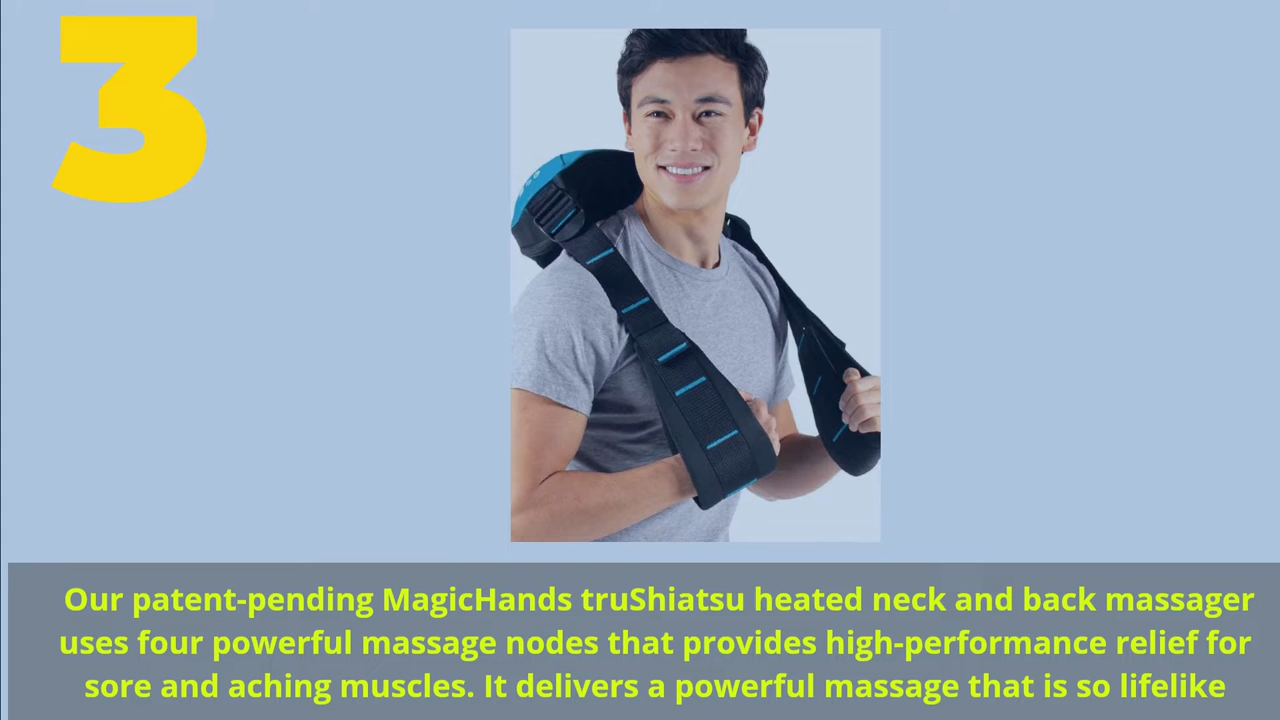 3
Our patent-pending MagicHands truShiatsu heated neck and back massager
uses four powerful massage nodes that provides high-performance relief for
sore and aching muscles. It delivers a powerful massage that is so lifelike